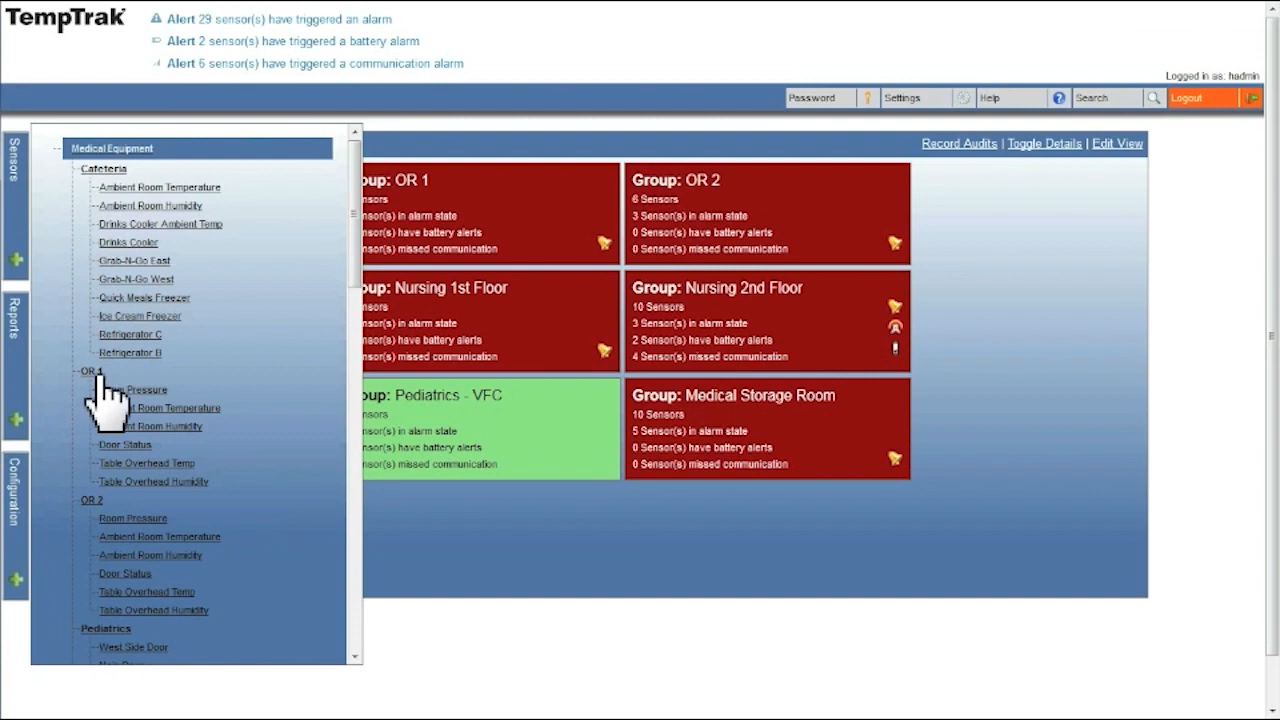 TempTrak
Alert 29 sensor(s) have triggered an alarm
Alert 2 sensor(s) have triggered a battery alarm
Alert 6 sensor(s) have triggered a communication alarm
Logged in as: hadmin
Password
Settings
Help
Search
Logout
Sensors
Reports
Configuration
Medical Equipment
Cafeteria
Ambient Room Temperature
Ambient Room Humidity
Drinks Cooler Ambient Temp
Drinks Cooler
Grab-N-Go East
Grab-N-Go West
Quick Meals Freezer
Ice Cream Freezer
Refrigerator C
Refrigerator B
OR 1
Pressure
Room Temperature
Room Humidity
Door Status
Table Overhead Temp
Table Overhead Humidity
OR 2
Room Pressure
Ambient Room Temperature
Ambient Room Humidity
Door Status
Table Overhead Temp
Table Overhead Humidity
Pediatrics
West Side Door
Record Audits | Toggle Details | Edit View
oup: OR 1
nsors
nsor(s) in alarm state
nsor(s) have battery alerts
nsor(s) missed communication
Group: OR 2
6 Sensors
3 Sensor(s) in alarm state
0 Sensor(s) have battery alerts
0 Sensor(s) missed communication
oup: Nursing 1st Floor
nsors
nsor(s) in alarm state
nsor(s) have battery alerts
nsor(s) missed communication
Group: Nursing 2nd Floor
10 Sensors
3 Sensor(s) in alarm state
2 Sensor(s) have battery alerts
4 Sensor(s) missed communication
oup: Pediatrics - VFC
nsors
nsor(s) in alarm state
nsor(s) have battery alerts
nsor(s) missed communication
Group: Medical Storage Room
10 Sensors
5 Sensor(s) in alarm state
0 Sensor(s) have battery alerts
0 Sensor(s) missed communication